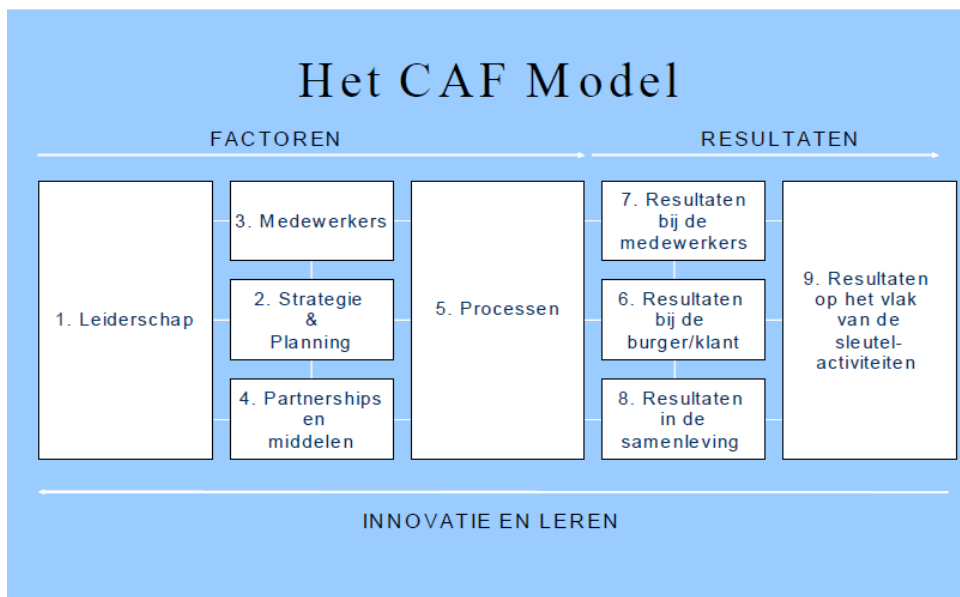 Het CAF Model
FACTOREN
RESULTATEN
1. Leiderschap
3. Medewerkers
2. Strategie
&
Planning
4. Partnerships
en
middelen
5. Processen
7. Resultaten
bij de
medewerkers
6. Resultaten
bij de
burger/klant
8. Resultaten
in de
samenleving
9. Resultaten
op het vlak
van de
sleutel-
activiteiten
INNOVATIE EN LEREN